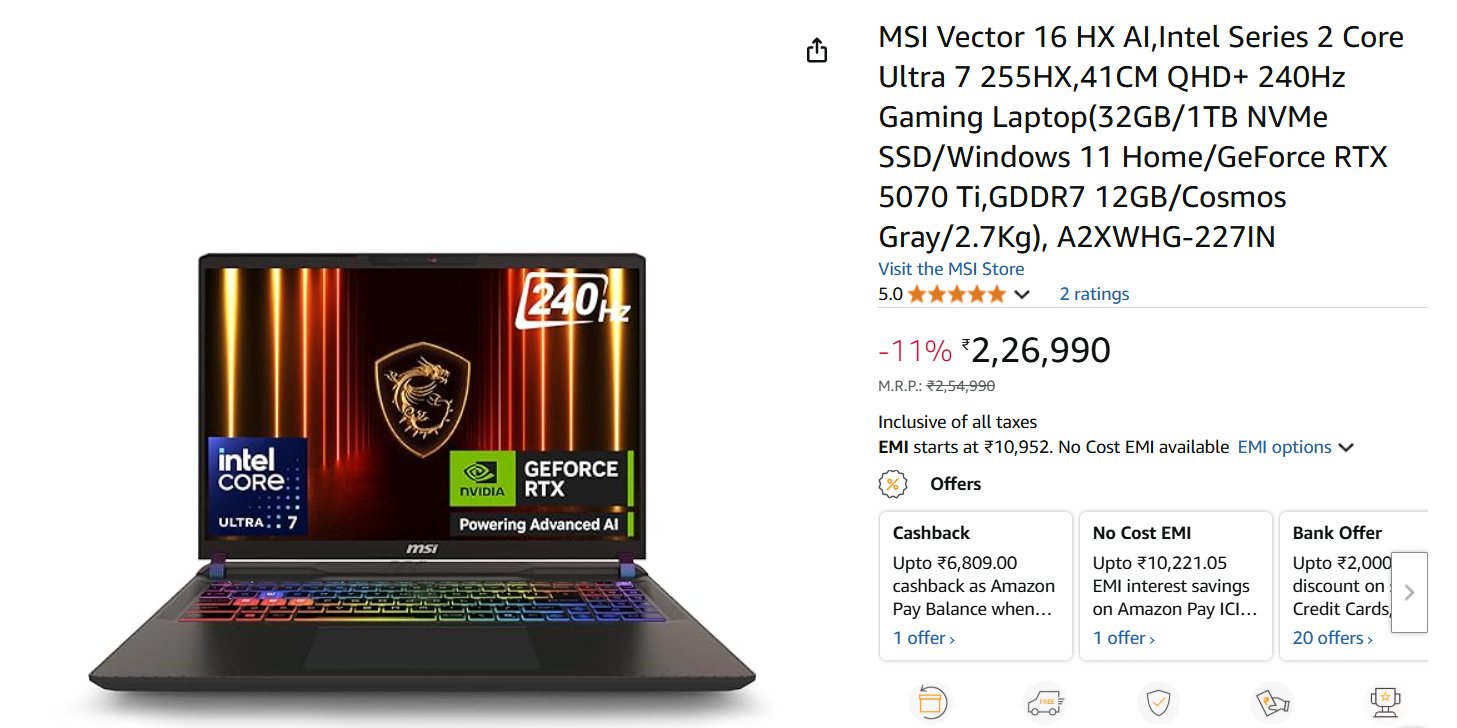 MSI Vector 16 HX AI,Intel Series 2 Core
Ultra 7 255HX,41CM QHD+ 240Hz
Gaming Laptop(32GB/1TB NVMe
SSD/Windows 11 Home/GeForce RTX
5070 Ti,GDDR7 12GB/Cosmos
Gray/2.7Kg), A2XWHG-227IN
Visit the MSI Store
5.0 2 ratings
-11% ₹2,26,990
M.R.P.: ₹2,54,990
Inclusive of all taxes
EMI starts at ₹10,952. No Cost EMI available EMI options
Offers
Cashback
Upto ₹6,809.00
cashback as Amazon
Pay Balance when…
1 offer›
No Cost EMI
Upto ₹10,221.05
EMI interest savings
on Amazon Pay ICI…
1 offer›
Bank Offer
Upto ₹2,000
discount on
Credit Cards,
20 offers›
FREE
240Hz
intel
CORE
ULTRA 7
NVIDIA
GEFORCE
RTX
Powering Advanced AI
msi